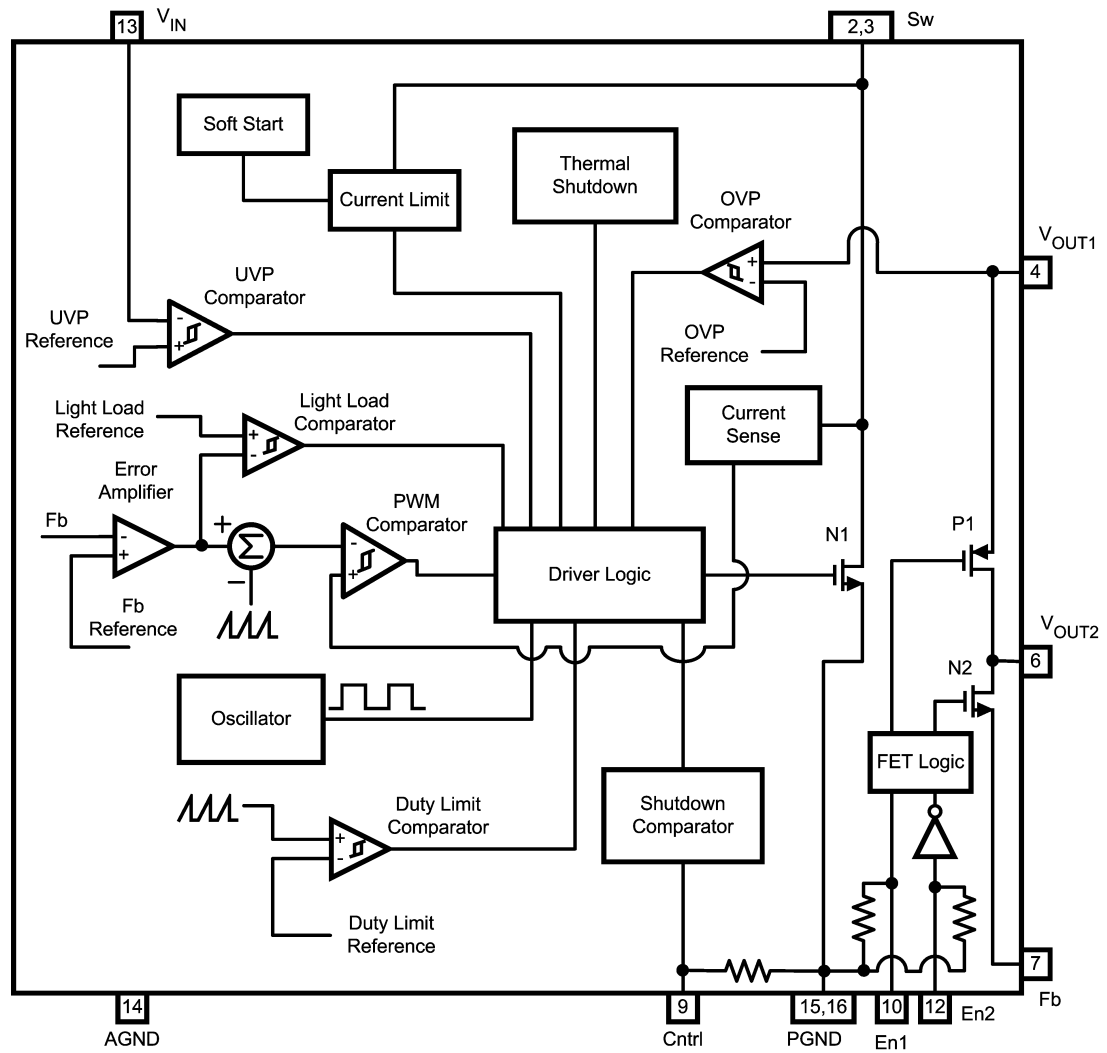 13
V_IN
2,3
Sw
Soft Start
Thermal
Shutdown
Current Limit
OVP
Comparator
V_OUT1
4
+
-
UVP
Comparator
UVP
Reference
-
+
OVP
Reference
Light Load
Reference
Light Load
Comparator
+
-
Current
Sense
Error
Amplifier
Fb
-
+
+
Σ
−
PWM
Comparator
-
+
Driver Logic
N1
P1
Fb
Reference
V_OUT2
6
N2
Oscillator
FET Logic
Duty Limit
Comparator
+
-
Shutdown
Comparator
Duty Limit
Reference
7
Fb
14
AGND
9
Cntrl
15,16
PGND
10
En1
12
En2